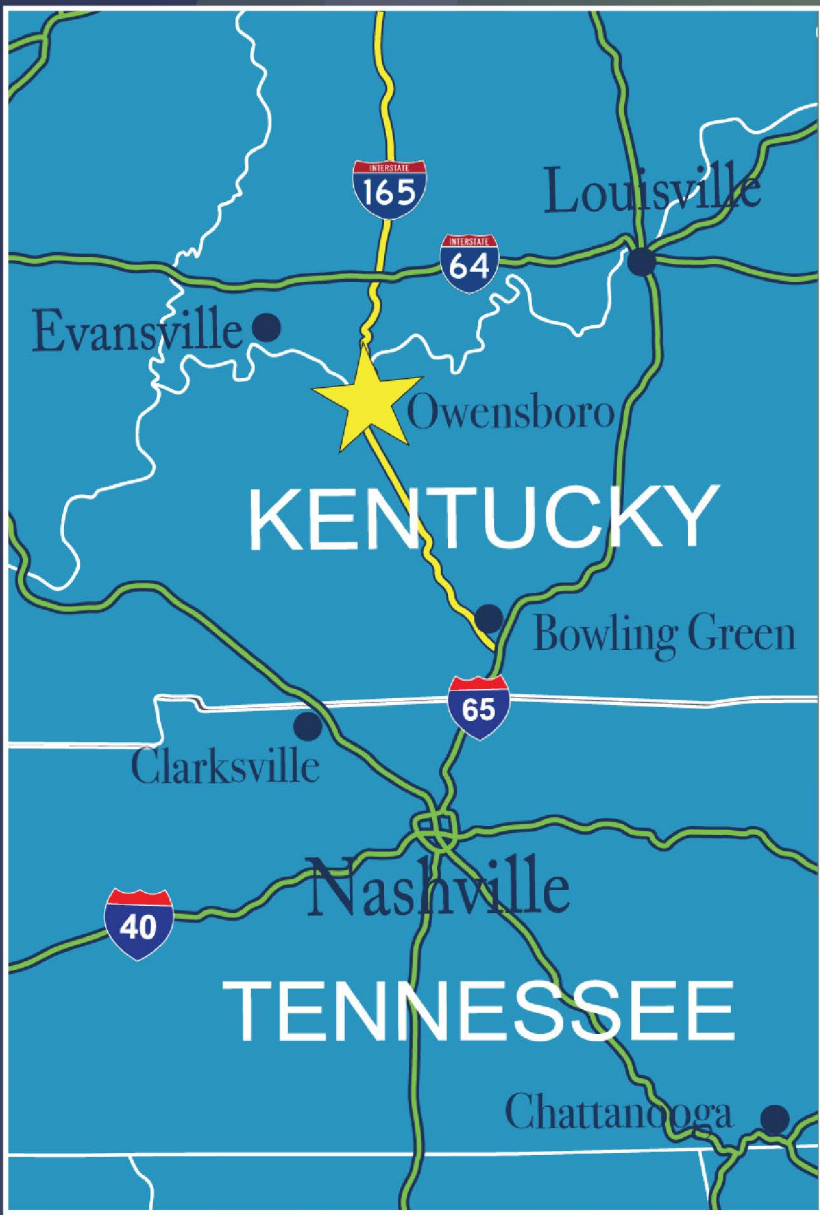 INTERSTATE
165
Louisville
INTERSTATE
64
Evansville
Owensboro
KENTUCKY
Bowling Green
65
Clarksville
Nashville
40
TENNESSEE
Chattanooga